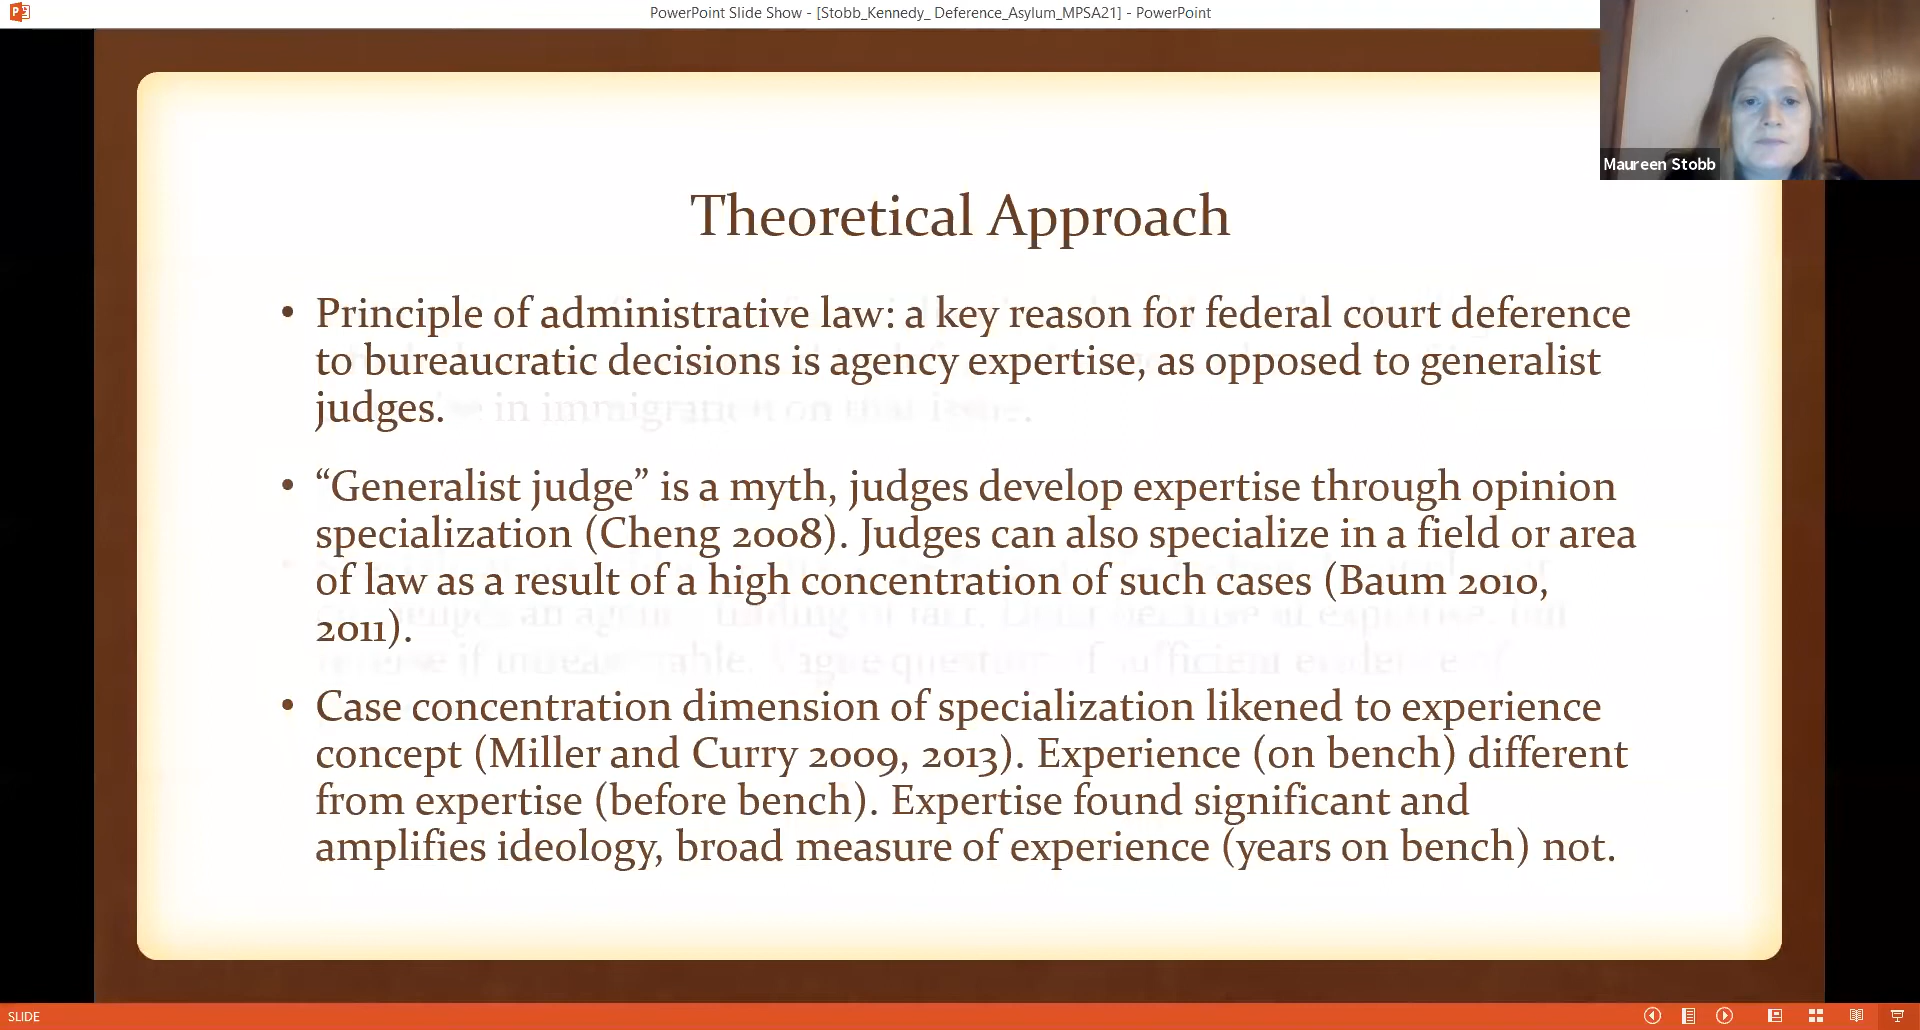 PowerPoint Slide Show - [Stobb_Kennedy_ Deference_Asylum_MPSA21] - PowerPoint
Maureen Stobb
Theoretical Approach
• Principle of administrative law: a key reason for federal court deference
to bureaucratic decisions is agency expertise, as opposed to generalist
judges.
in immigration on that issue.
• “Generalist judge” is a myth, judges develop expertise through opinion
specialization (Cheng 2008). Judges can also specialize in a field or area
of law as a result of a high concentration of such cases (Baum 2010,
2011).
• Case concentration dimension of specialization likened to experience
concept (Miller and Curry 2009, 2013). Experience (on bench) different
from expertise (before bench). Expertise found significant and
amplifies ideology, broad measure of experience (years on bench) not.
SLIDE